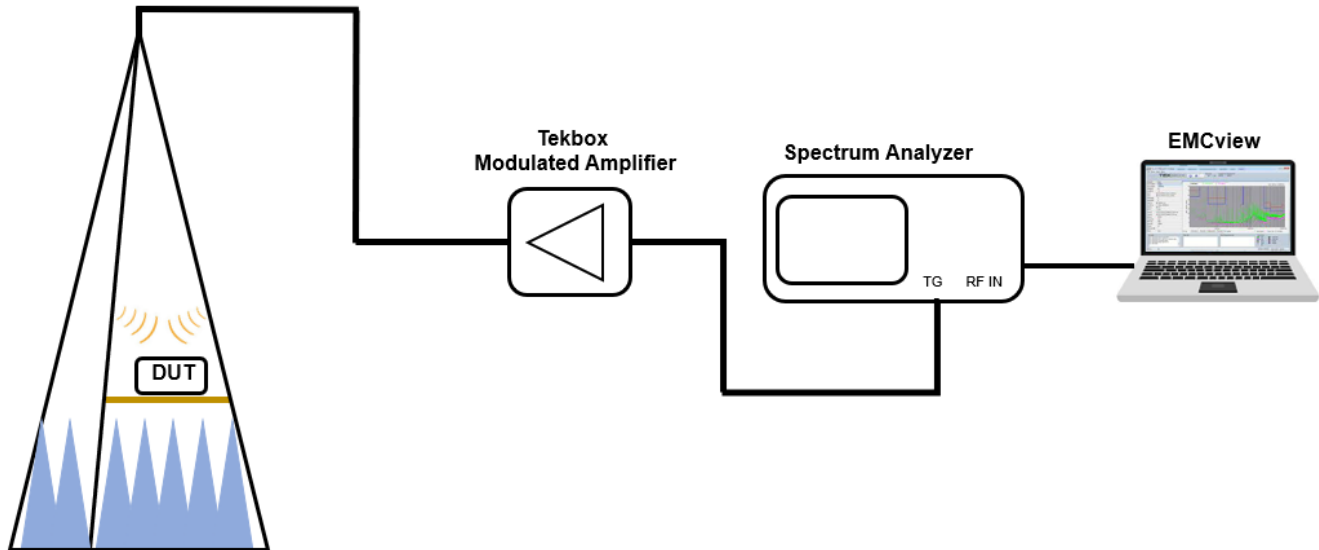 Tekbox
Modulated Amplifier
Spectrum Analyzer
EMCview
TG RF IN
DUT